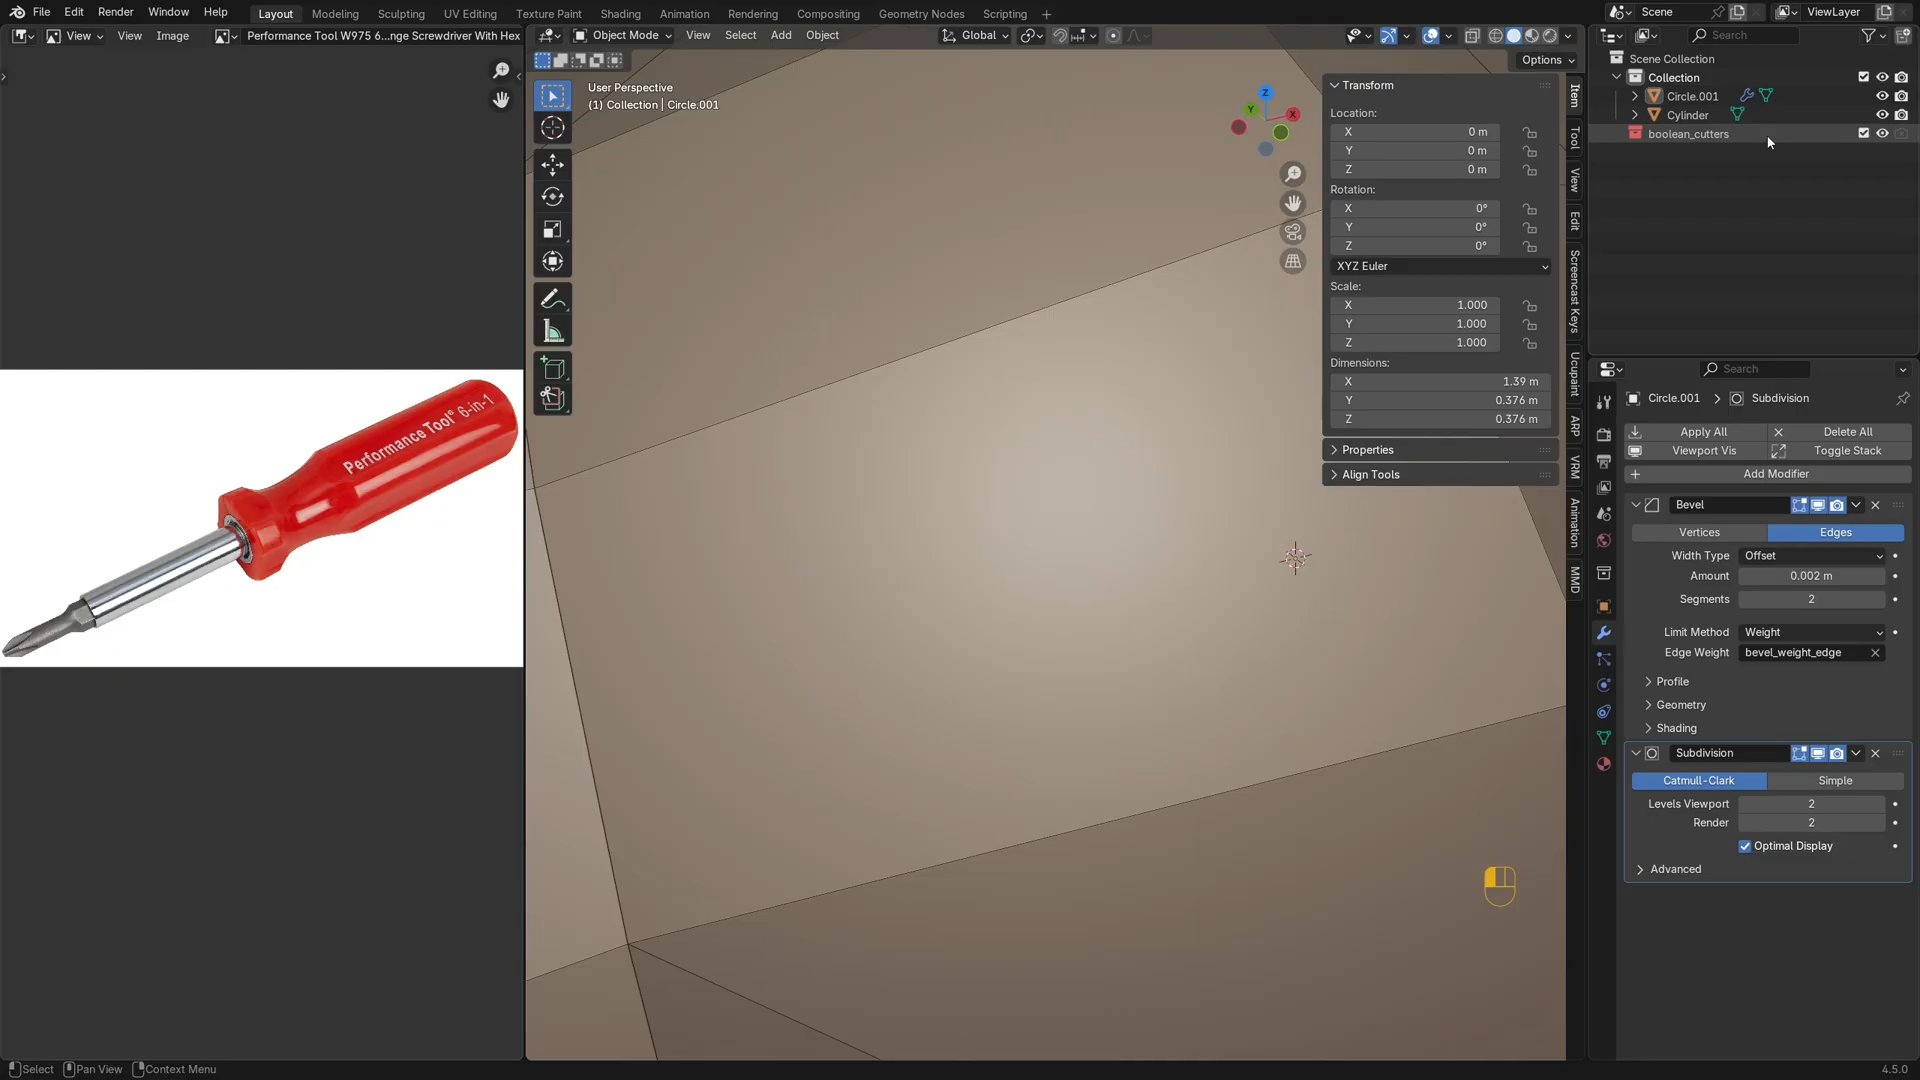 File Edit Render Window Help
Layout Modeling Sculpting UV Editing Texture Paint Shading Animation Rendering Compositing Geometry Nodes Scripting
Scene ViewLayer
View View Image Performance Tool W975 6...nge Screwdriver With Hex
Object Mode View Select Add Object Global
Search
Options
User Perspective
(1) Collection | Circle.001
Scene Collection
Collection
Circle.001
Cylinder
boolean_cutters
Transform
Location:
X 0 m
Y 0 m
Z 0 m
Rotation:
X 0°
Y 0°
Z 0°
XYZ Euler
Scale:
X 1.000
Y 1.000
Z 1.000
Dimensions:
X 1.39 m
Y 0.376 m
Z 0.376 m
Properties
Align Tools
Item
Tool
View
Edit
Screencast Keys
Ucupaint
ARP
VRM
Animation
MMD
Z
Y
X
Performance Tool® 6-in-1
Search
Circle.001 Subdivision
Apply All Delete All
Viewport Vis Toggle Stack
Add Modifier
Bevel
Vertices Edges
Width Type Offset
Amount 0.002 m
Segments 2
Limit Method Weight
Edge Weight bevel_weight_edge
Profile
Geometry
Shading
Subdivision
Catmull-Clark Simple
Levels Viewport 2
Render 2
Optimal Display
Advanced
Select Pan View Context Menu
4.5.0